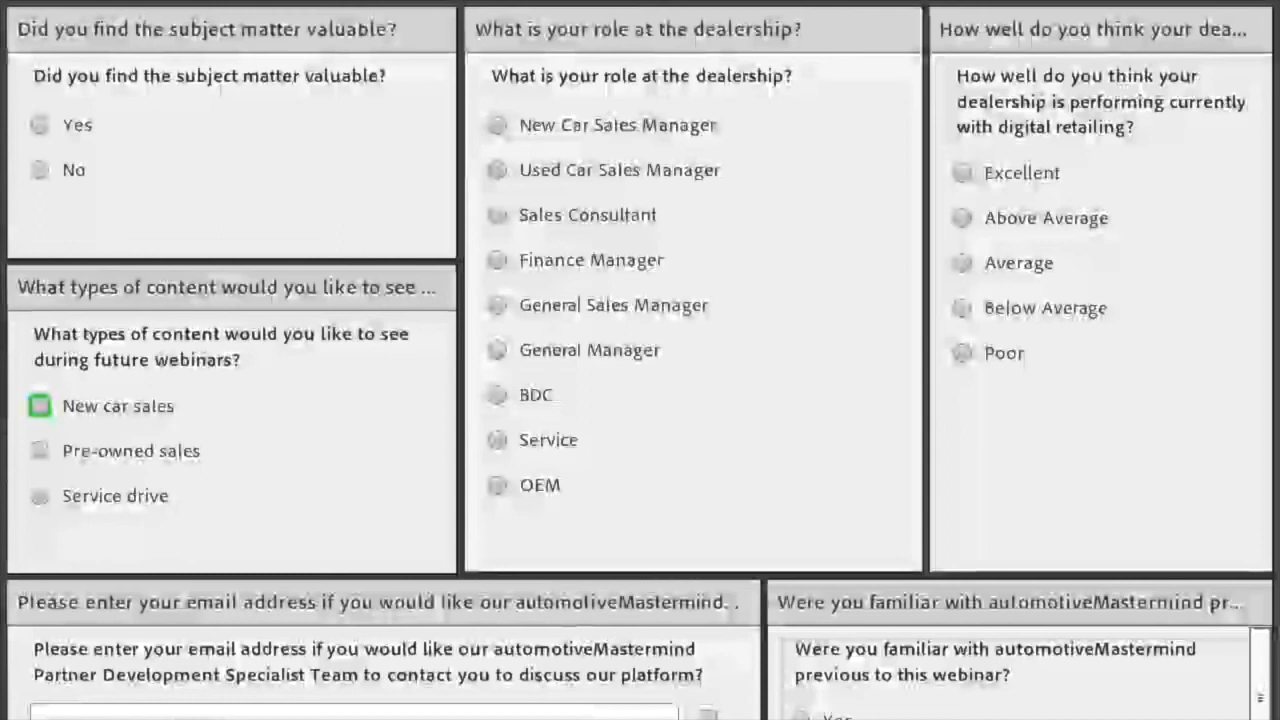 Did you find the subject matter valuable?
Did you find the subject matter valuable?
Yes
No
What types of content would you like to see ...
What types of content would you like to see
during future webinars?
New car sales
Pre-owned sales
Service drive
What is your role at the dealership?
What is your role at the dealership?
New Car Sales Manager
Used Car Sales Manager
Sales Consultant
Finance Manager
General Sales Manager
General Manager
BDC
Service
OEM
How well do you think your dea...
How well do you think your
dealership is performing currently
with digital retailing?
Excellent
Above Average
Average
Below Average
Poor
Please enter your email address if you would like our automotiveMastermind...
Please enter your email address if you would like our automotiveMastermind
Partner Development Specialist Team to contact you to discuss our platform?
Were you familiar with automotiveMastermind pr...
Were you familiar with automotiveMastermind
previous to this webinar?
Yes